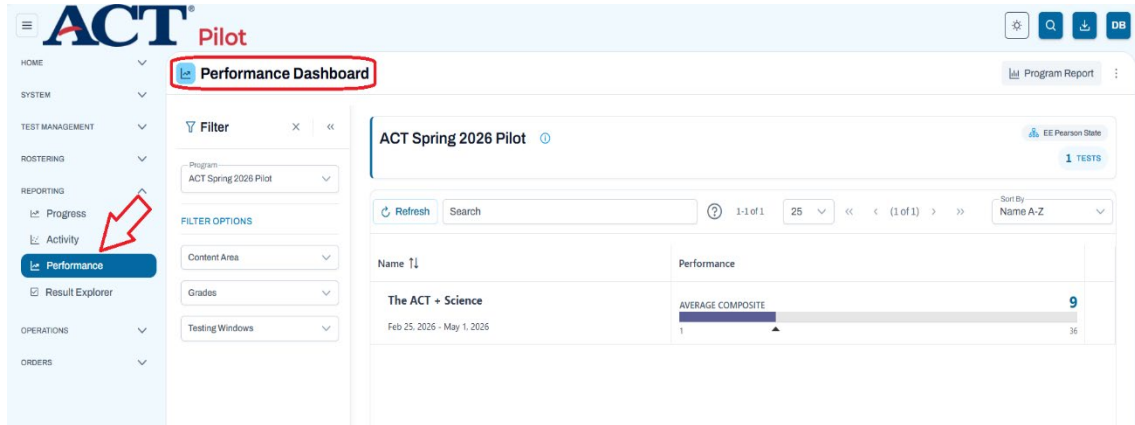 ACT®
Pilot
DB
HOME
SYSTEM
TEST MANAGEMENT
ROSTERING
REPORTING
Progress
Activity
Performance
Result Explorer
OPERATIONS
ORDERS
Performance Dashboard
Program Report
Filter
Program
ACT Spring 2026 Pilot
FILTER OPTIONS
Content Area
Grades
Testing Windows
ACT Spring 2026 Pilot
EE Pearson State
1 TESTS
Refresh
Search
1-1 of 1
25
(1 of 1)
Sort By
Name A-Z
Name
Performance
The ACT + Science
Feb 25, 2026 - May 1, 2026
AVERAGE COMPOSITE
9
1
36